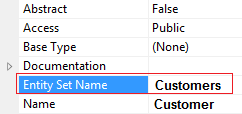 Abstract False
Access Public
Base Type (None)
Documentation
Entity Set Name Customers
Name Customer